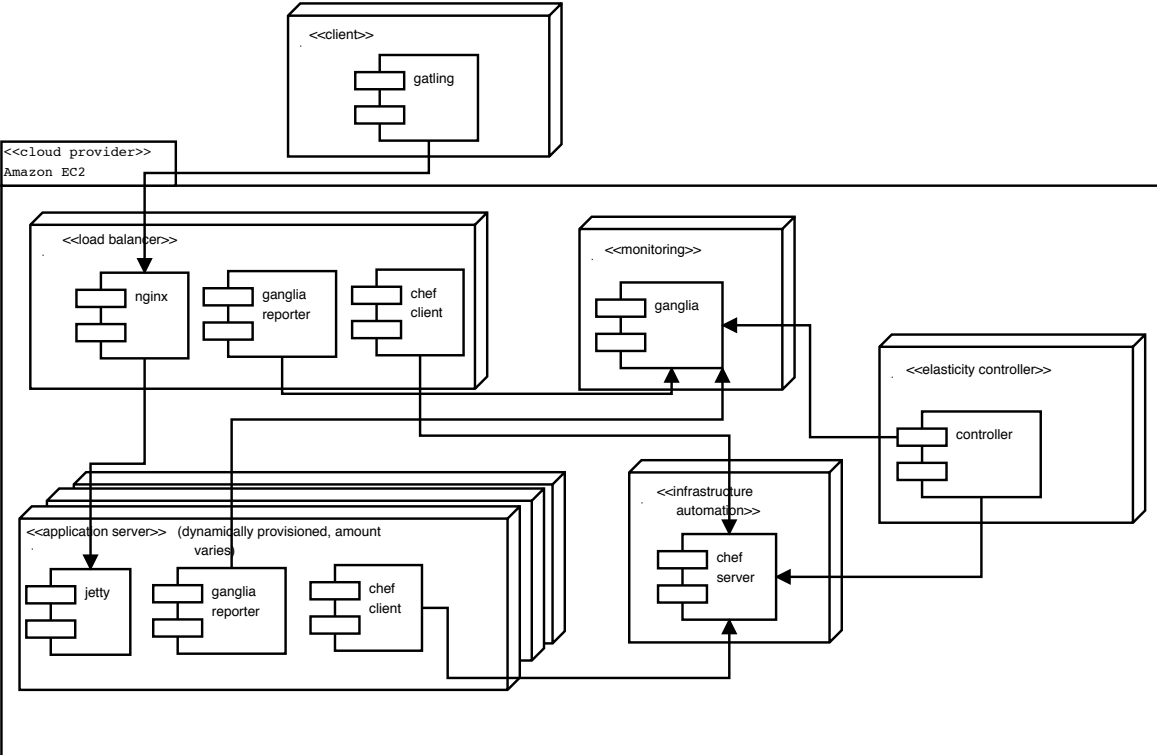 <<client>>
gatling
<<cloud provider>>
Amazon EC2
<<load balancer>>
nginx
ganglia
reporter
chef
client
<<monitoring>>
ganglia
<<elasticity controller>>
controller
<<application server>> (dynamically provisioned, amount
varies)
jetty
ganglia
reporter
chef
client
<<infrastructure
automation>>
chef
server